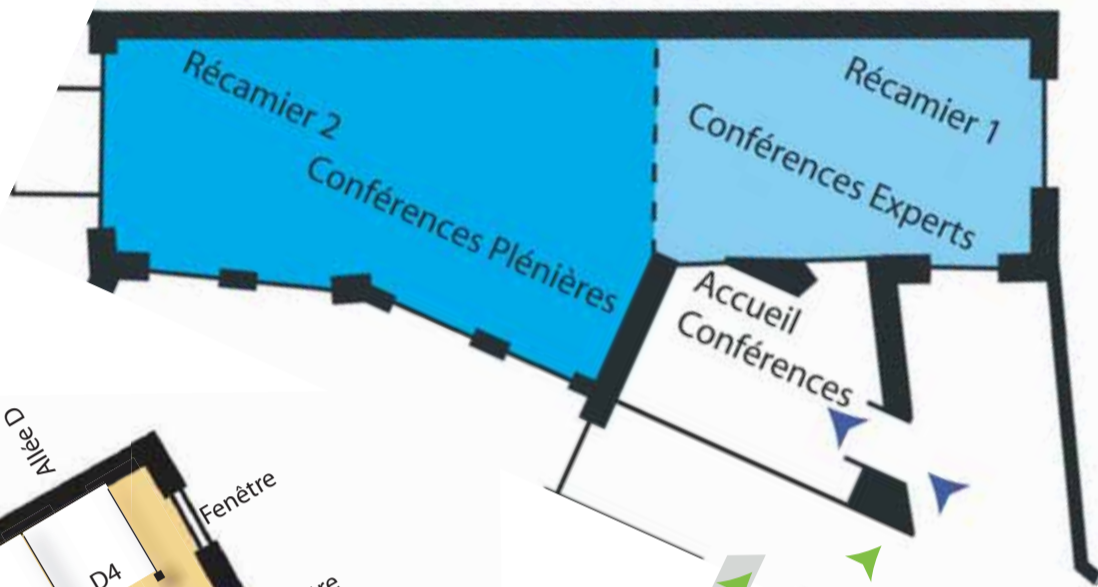 Récamier 2
Conférences Plénières
Récamier 1
Conférences Experts
Accueil
Conférences
Allée D
Fenêtre
D4